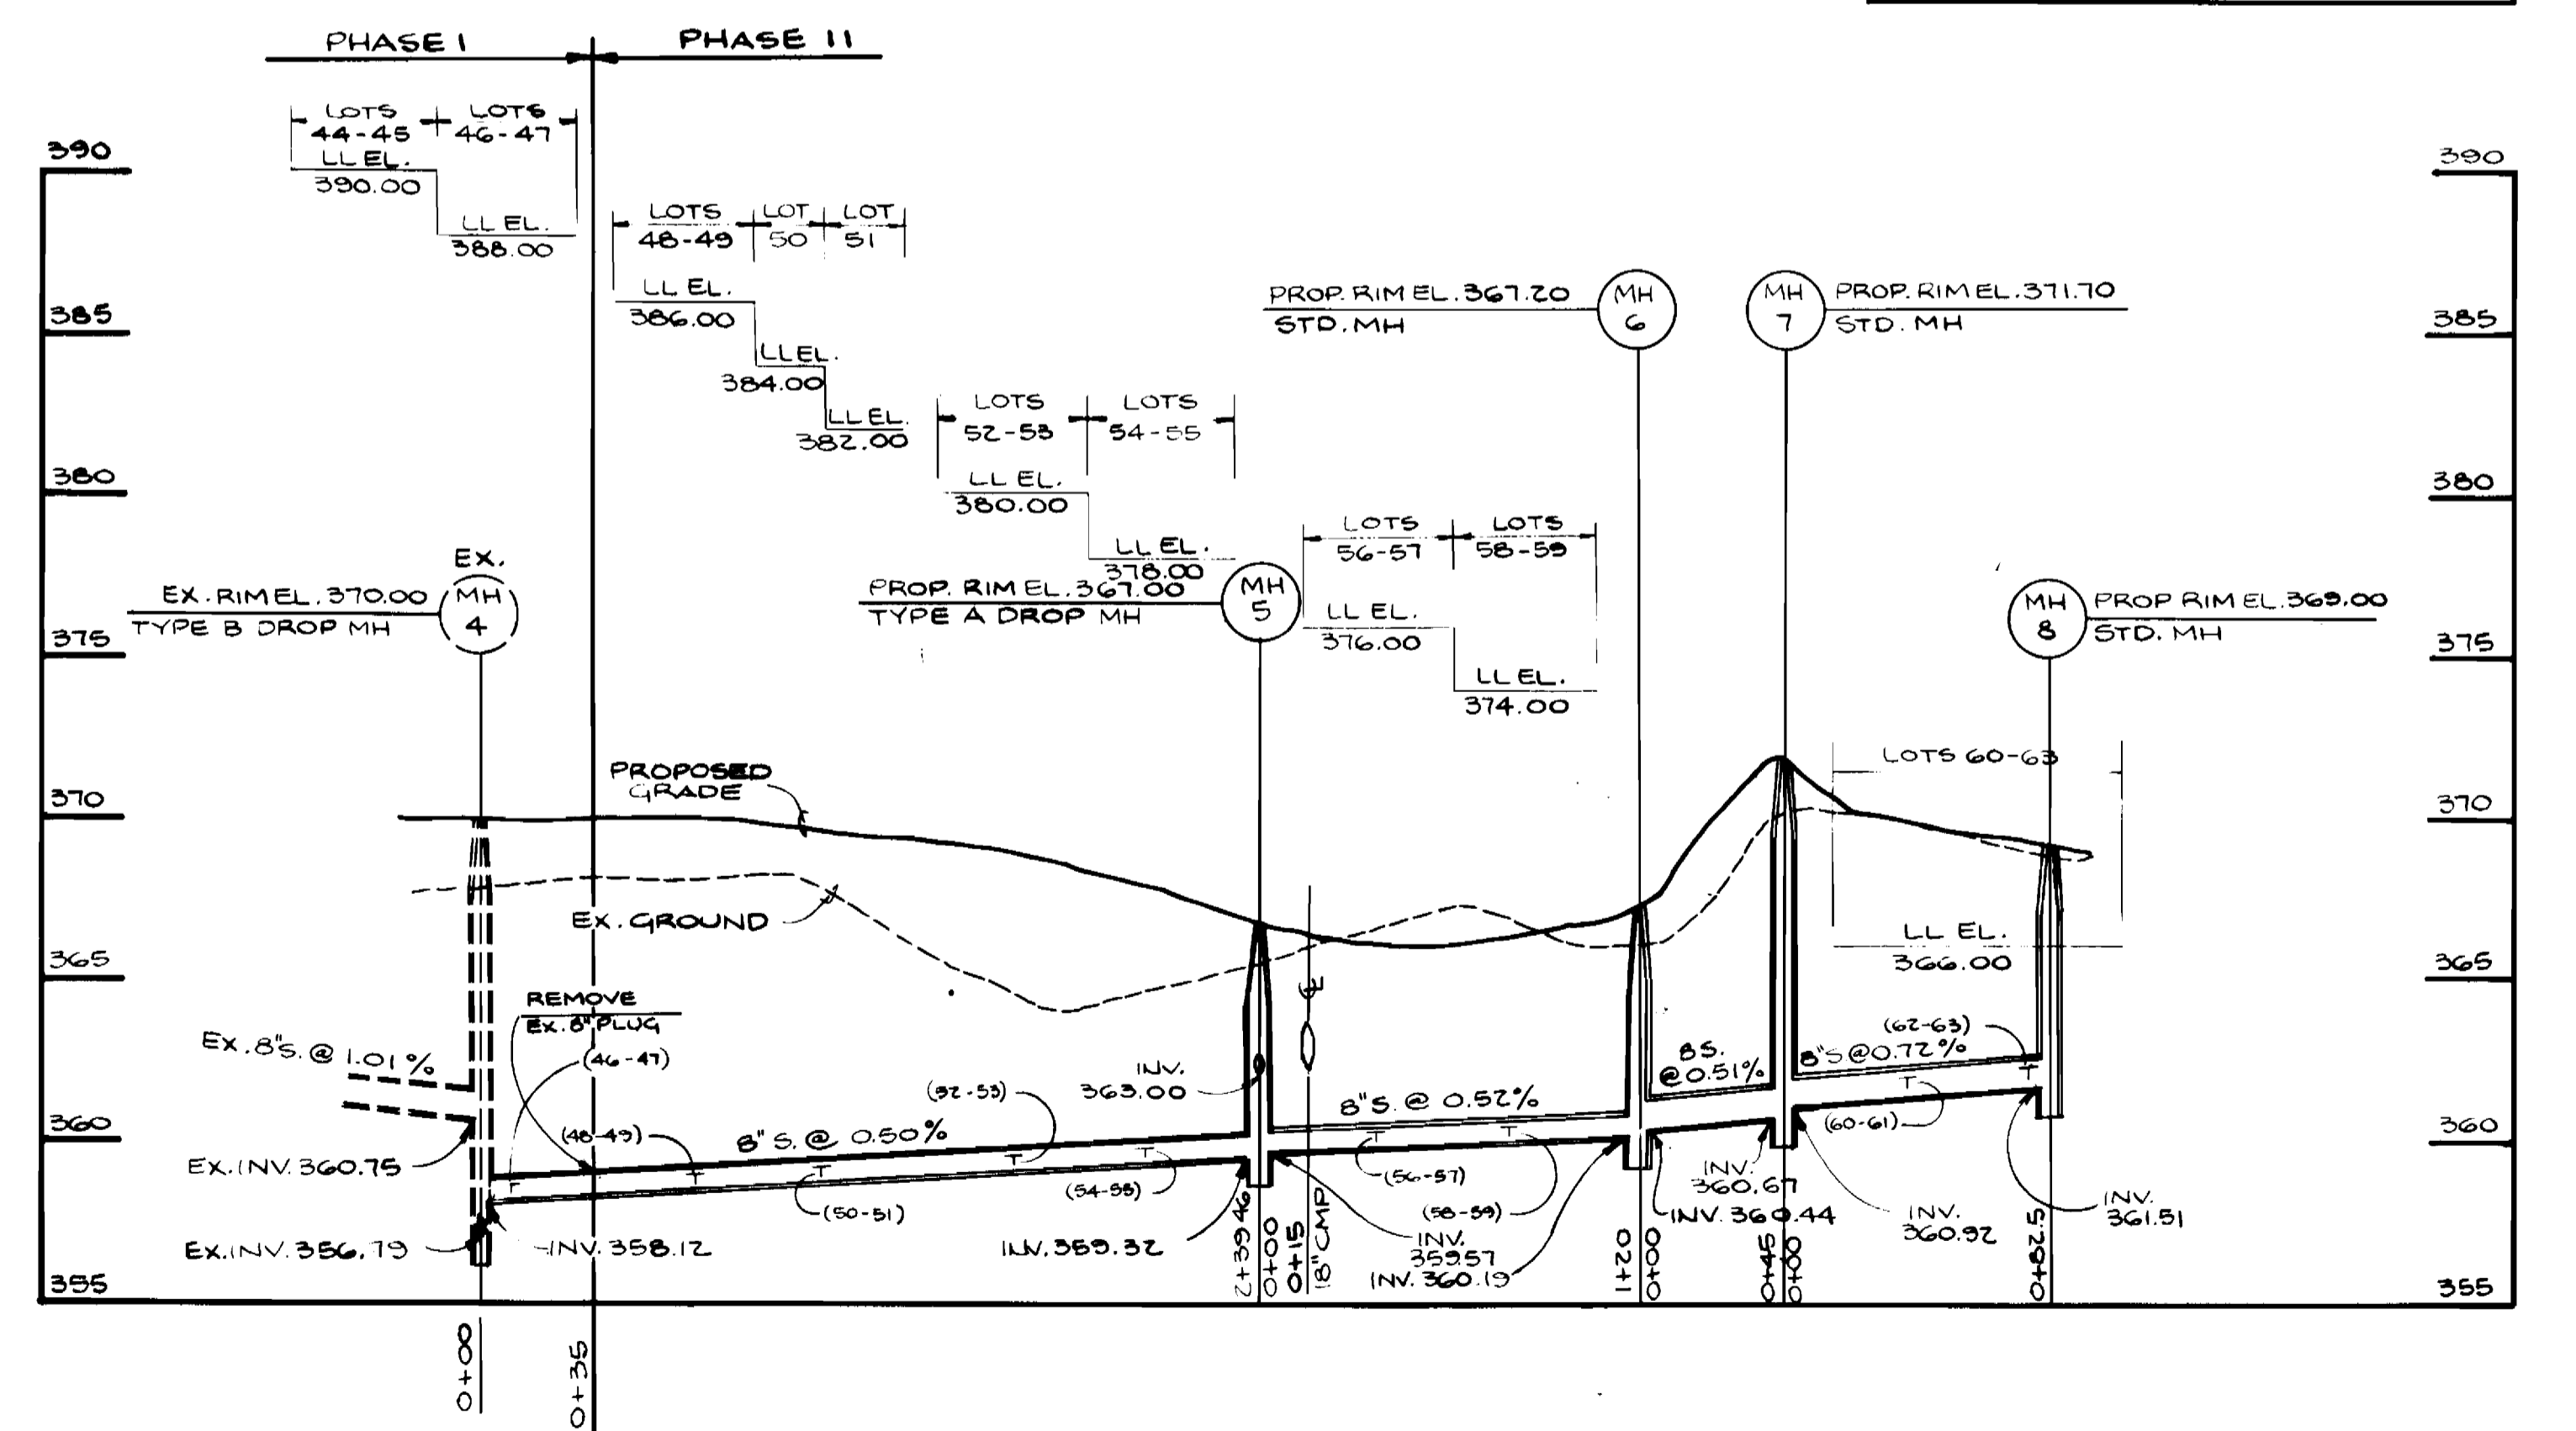 PHASE I
PHASE II
LOTS
44-45
LOTS
46-47
390
LL EL.
390.00
390
LL EL.
388.00
LOTS
48-49
LOT
50
LOT
51
LL EL.
386.00
385
385
LL EL.
384.00
LL EL.
382.00
PROP. RIM EL. 367.20
STD. MH
MH
6
MH
7
PROP. RIM EL. 371.70
STD. MH
LOTS
52-53
LOTS
54-55
380
LL EL.
380.00
380
LL EL.
378.00
LOTS
56-57
LOTS
58-59
EX.
EX. RIM EL. 370.00
TYPE B DROP MH
MH
4
PROP. RIM EL. 367.00
TYPE A DROP MH
MH
5
LL EL.
376.00
MH
8
PROP RIM EL. 369.00
STD. MH
375
375
LL EL.
374.00
LOTS 60-63
PROPOSED
GRADE
370
370
EX. GROUND
LL EL.
366.00
365
365
REMOVE
EX. 8" PLUG
℄
EX. 8"S. @ 1.01%
(46-47)
INV.
363.00
(52-53)
8"S. @ 0.52%
8S.
@ 0.51%
8"S @ 0.72%
(62-63)
T
T
360
360
(48-49)
8" S. @ 0.50%
T
T
T
T
T
T
T
(60-61)
EX. INV. 360.75
(50-51)
(54-55)
(56-57)
(58-59)
INV.
360.67
INV. 360.44
INV.
360.92
INV.
361.51
EX. INV. 356.79
INV. 358.12
INV. 359.32
INV.
359.57
INV. 360.19
2+39.46
0+00
0+15
18" CMP
1+20
0+00
0+45
0+00
0+82.5
355
355
0+00
0+35